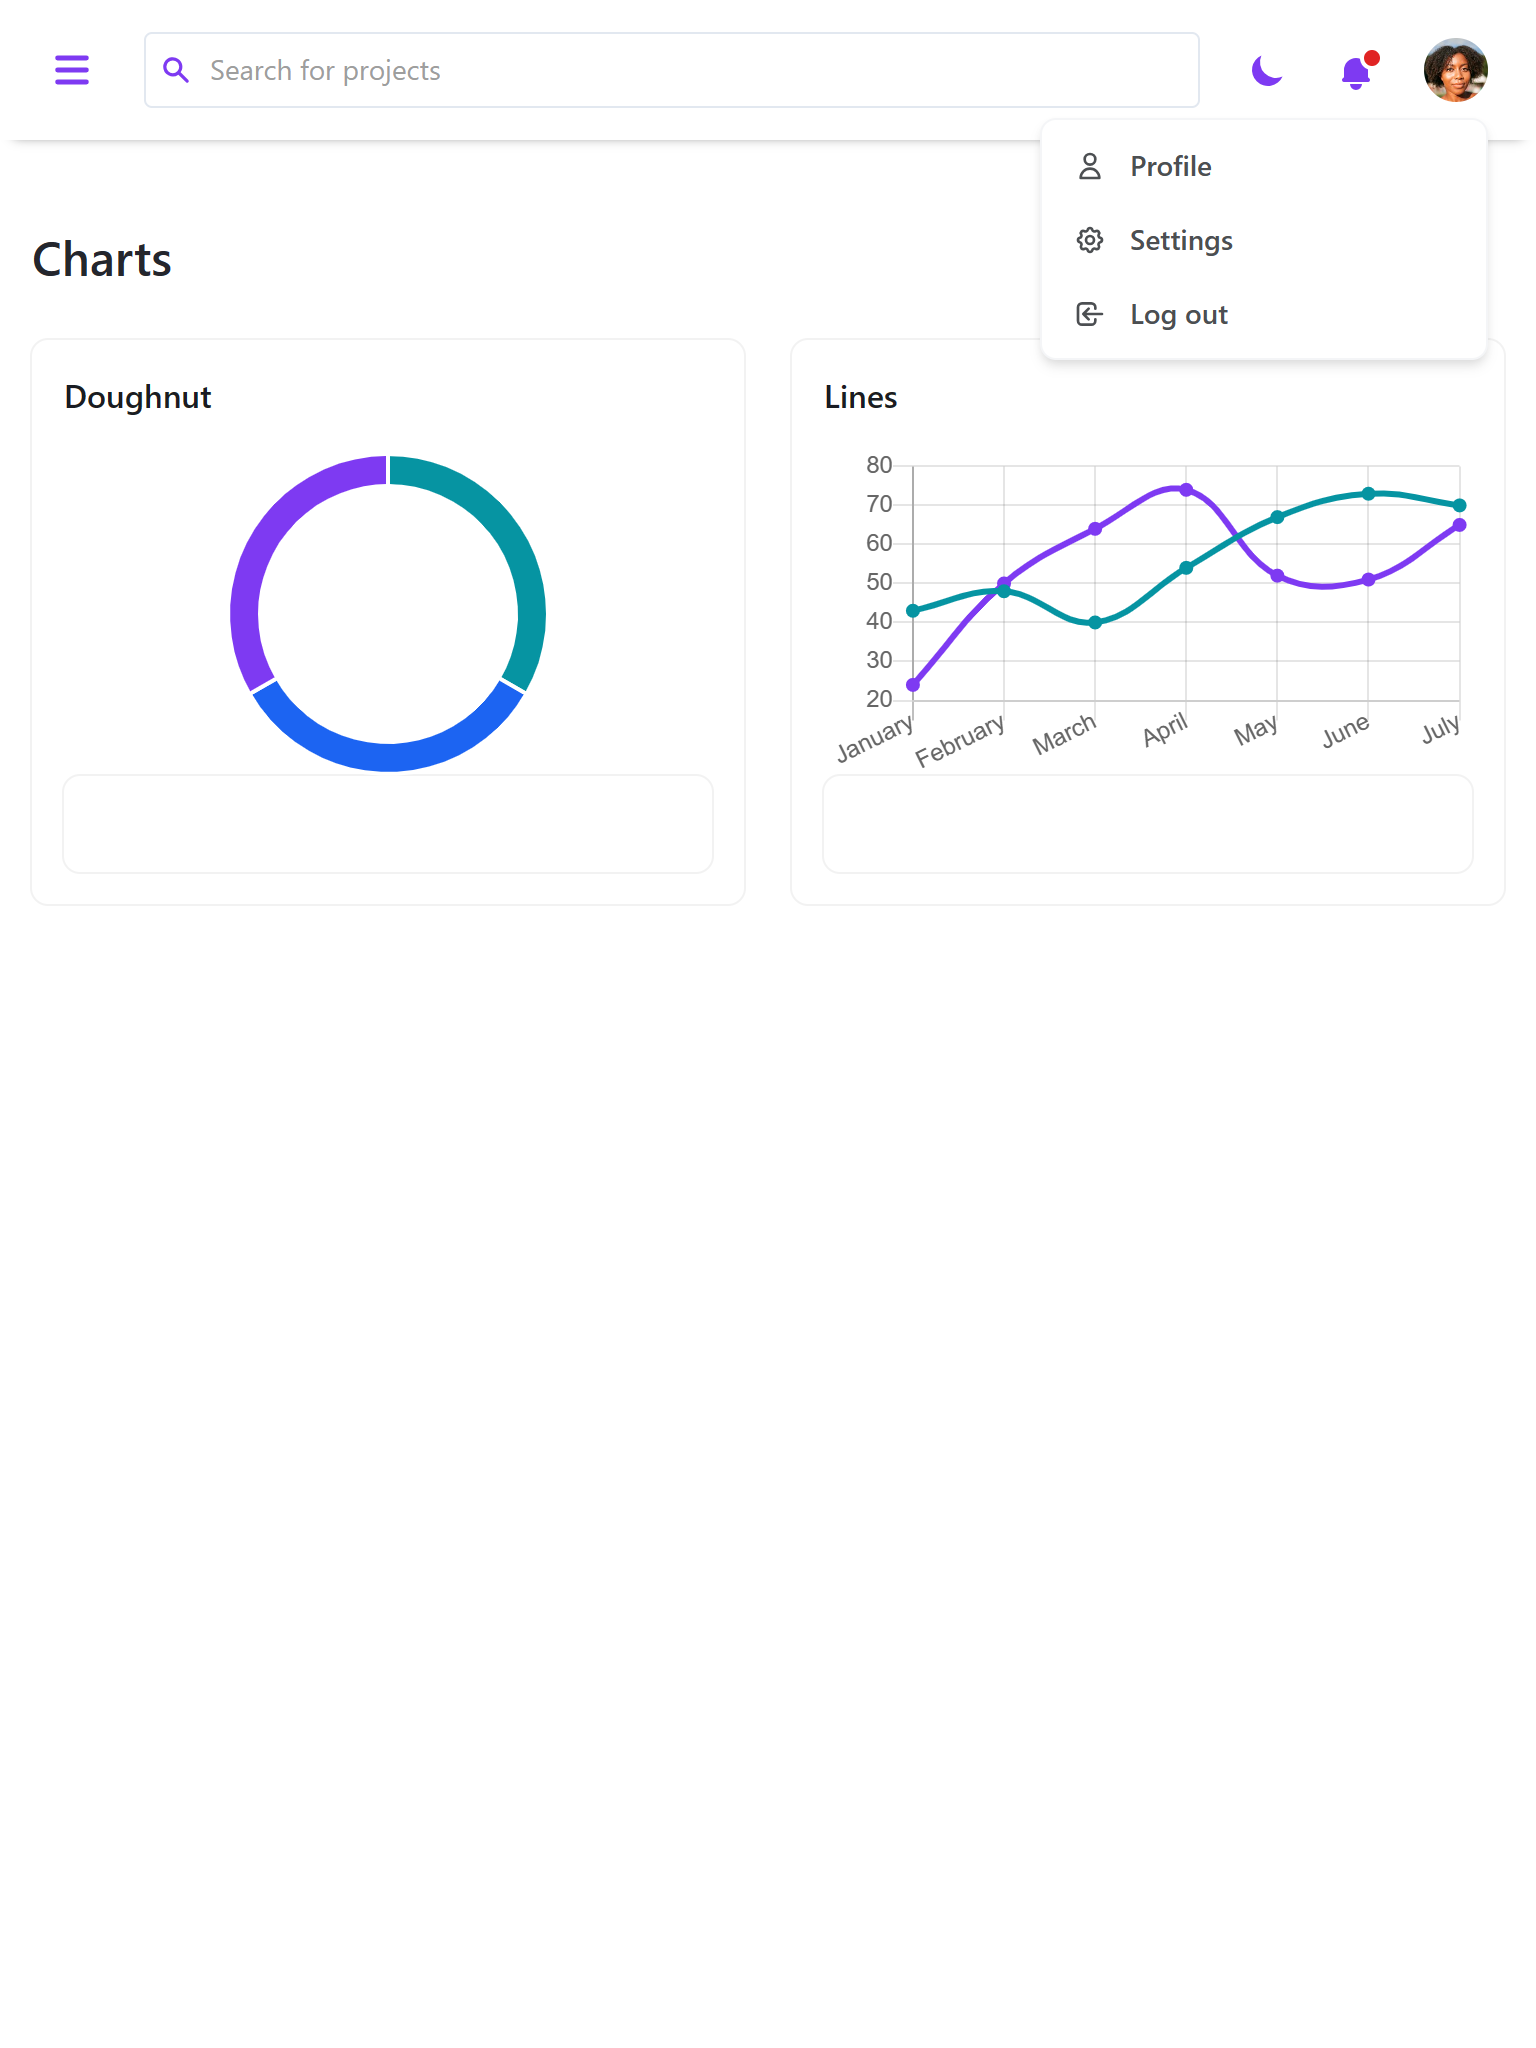 Search for projects
Profile
Settings
Log out
Charts
Doughnut
Lines
80
70
60
50
40
30
20
January February March April May June July